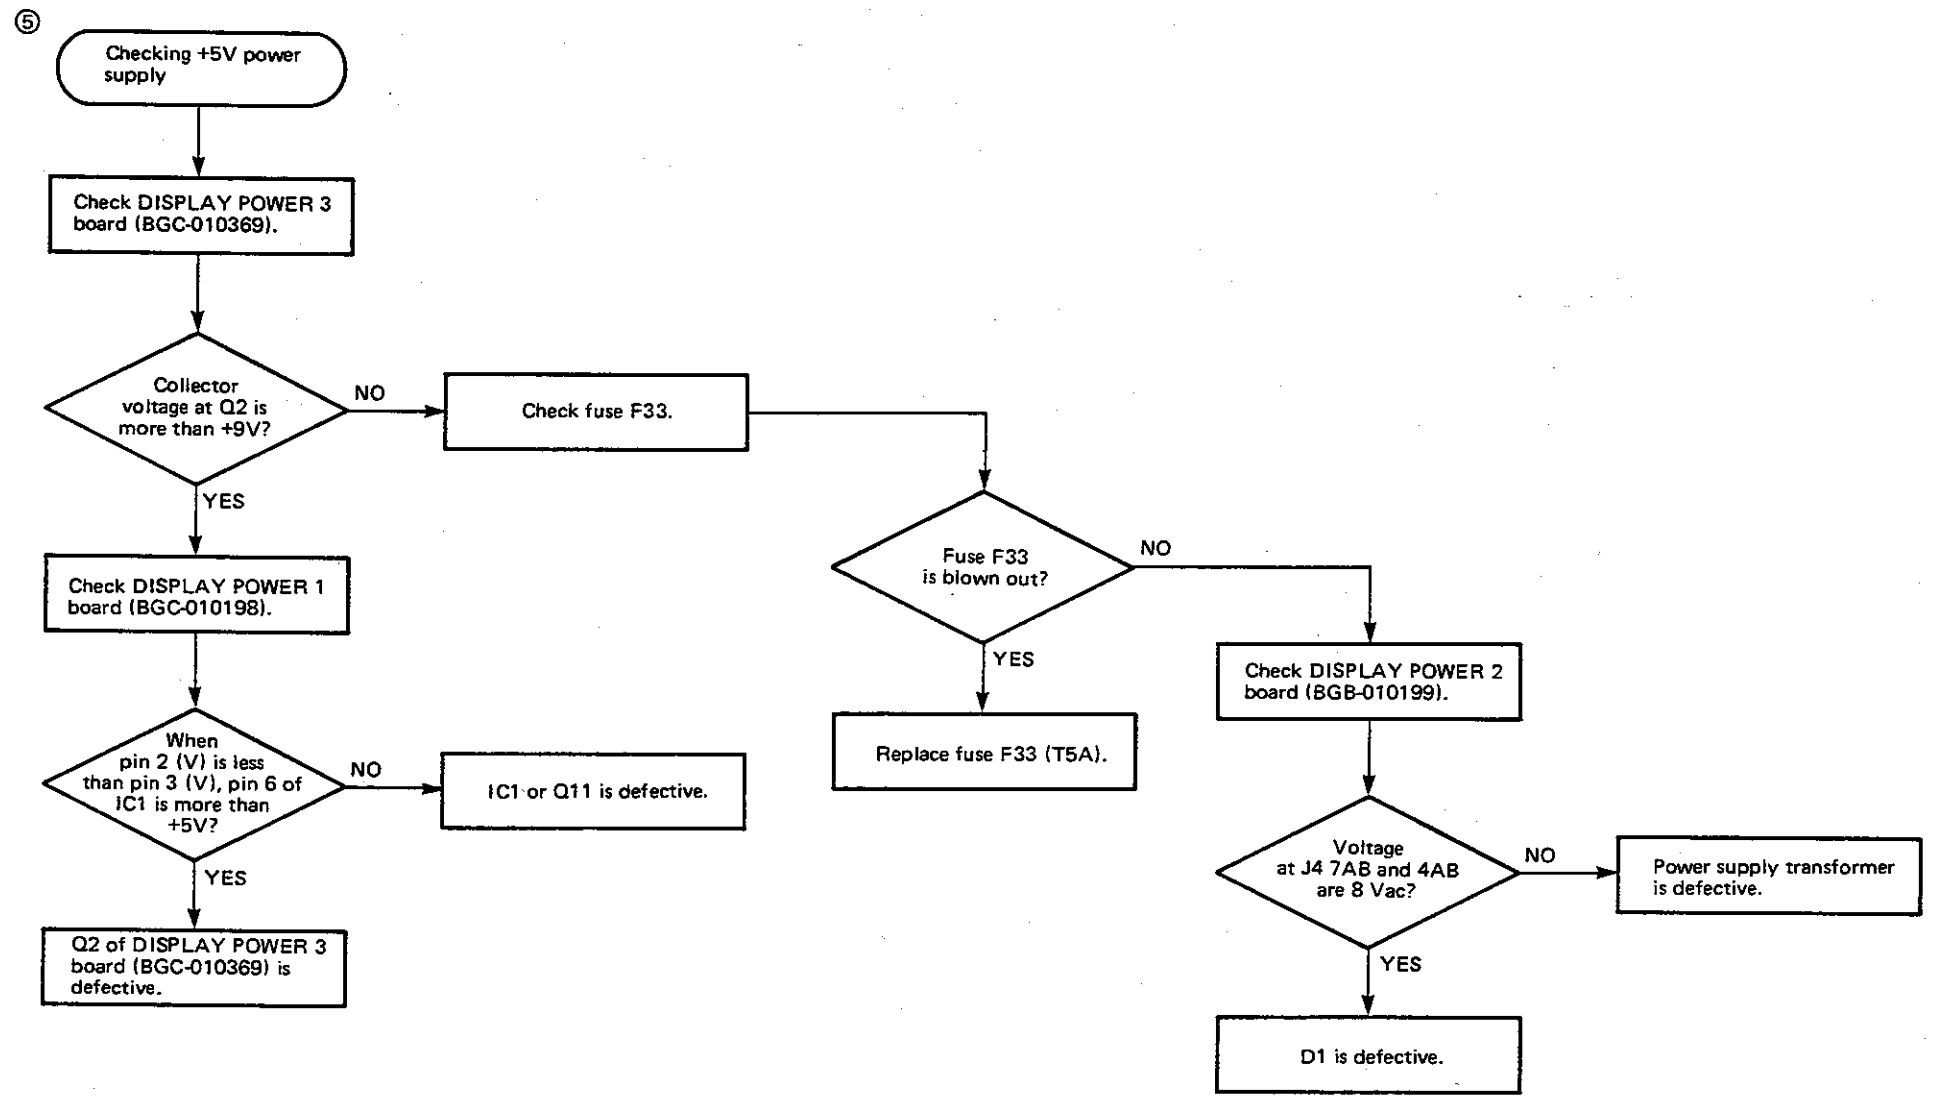 ⑤
Checking +5V power
supply
Check DISPLAY POWER 3
board (BGC-010369).
Collector
voltage at Q2 is
more than +9V?
NO
Check fuse F33.
YES
Check DISPLAY POWER 1
board (BGC-010198).
Fuse F33
is blown out?
NO
YES
Replace fuse F33 (T5A).
Check DISPLAY POWER 2
board (BGB-010199).
When
pin 2 (V) is less
than pin 3 (V), pin 6 of
IC1 is more than
+5V?
NO
IC1 or Q11 is defective.
YES
Q2 of DISPLAY POWER 3
board (BGC-010369) is
defective.
Voltage
at J4 7AB and 4AB
are 8 Vac?
NO
Power supply transformer
is defective.
YES
D1 is defective.